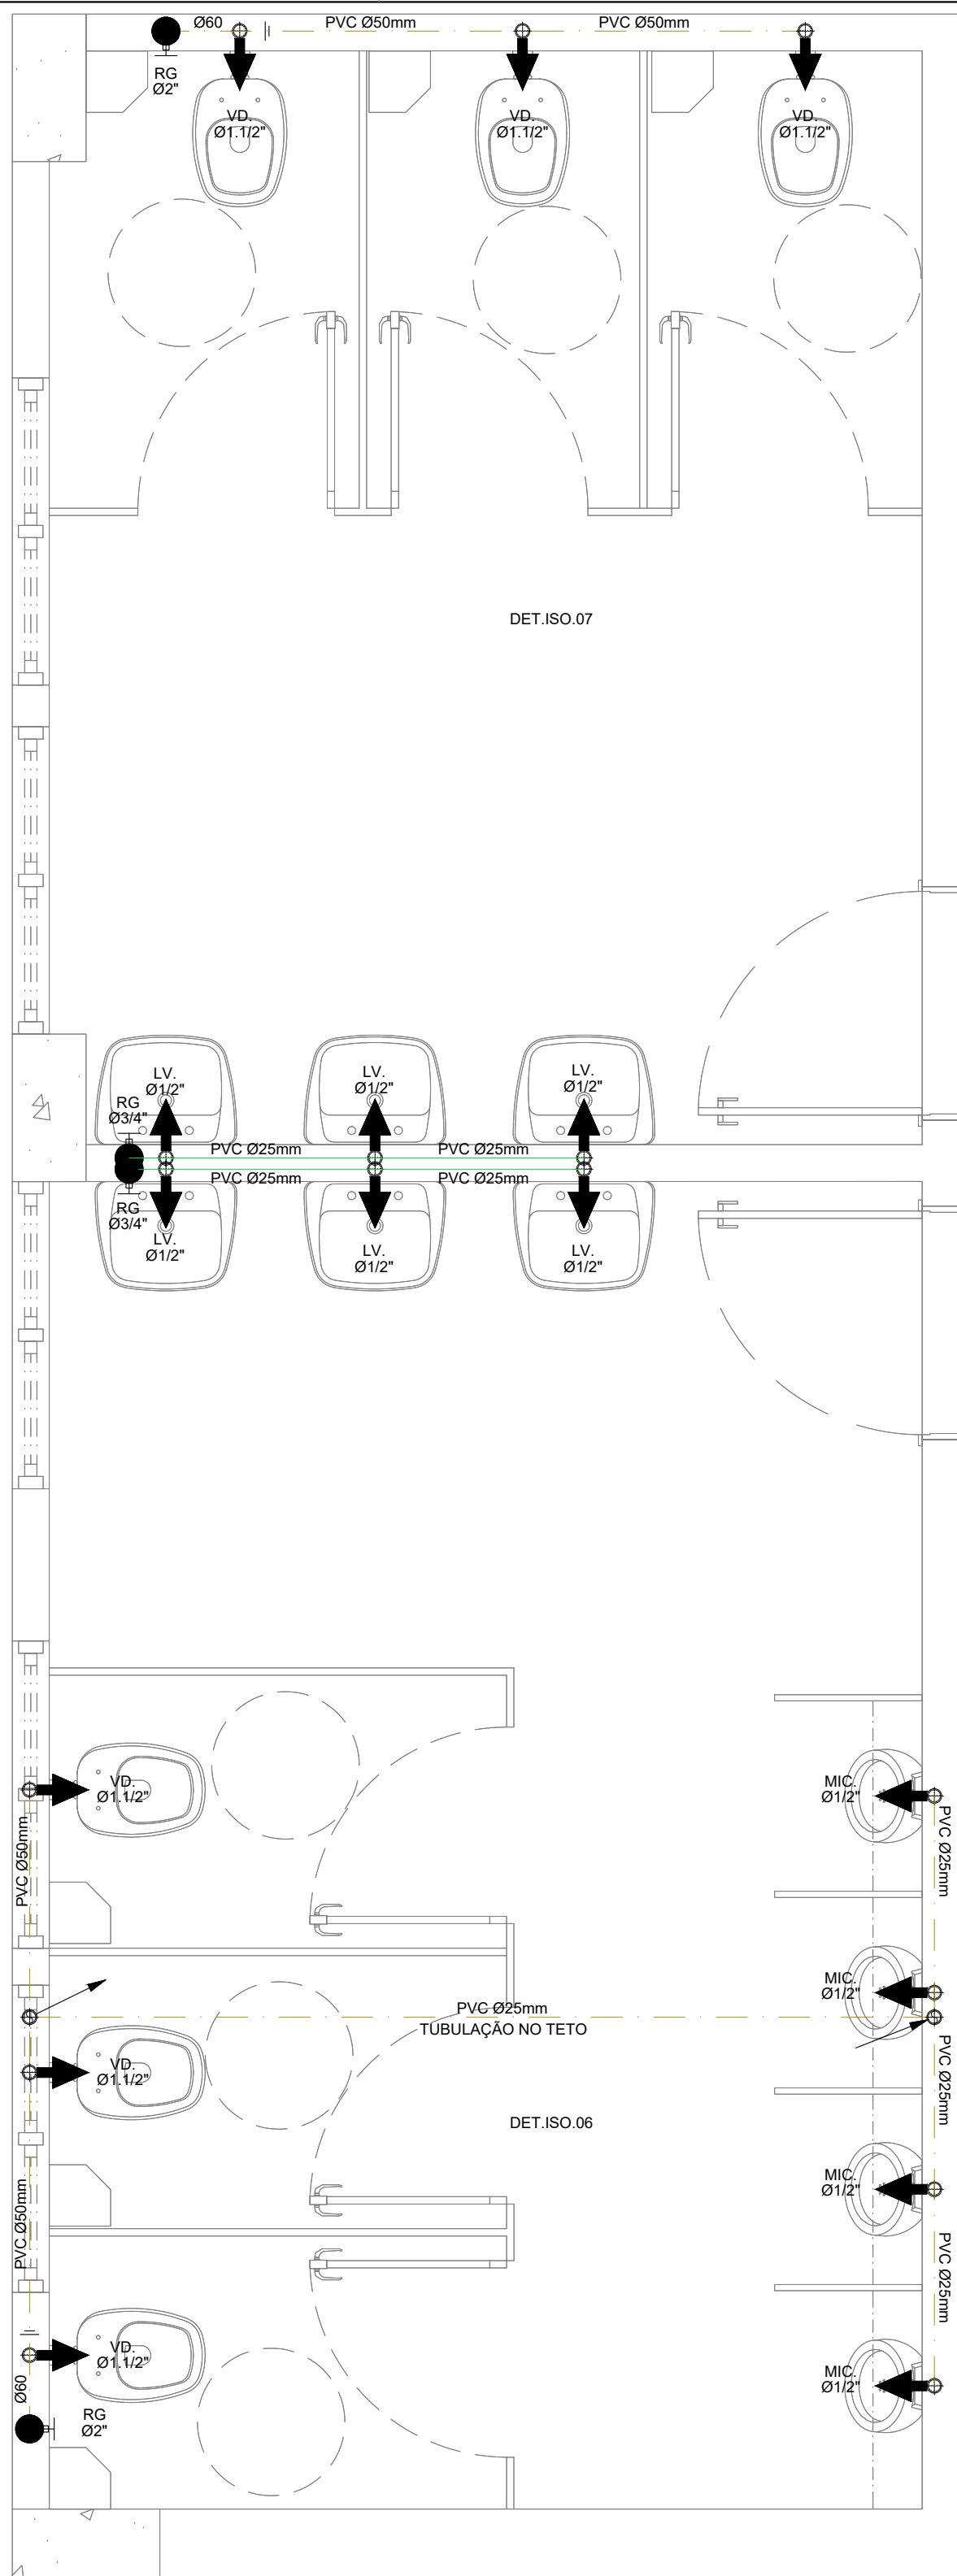 Ø60
PVC Ø50mm
PVC Ø50mm
RG
Ø2"
VD.
Ø1.1/2"
VD.
Ø1.1/2"
VD.
Ø1.1/2"
DET.ISO.07
LV.
Ø1/2"
LV.
Ø1/2"
LV.
Ø1/2"
RG
Ø3/4"
PVC Ø25mm
PVC Ø25mm
PVC Ø25mm
PVC Ø25mm
RG
Ø3/4"
LV.
Ø1/2"
LV.
Ø1/2"
LV.
Ø1/2"
VD.
Ø1.1/2"
MIC.
Ø1/2"
PVC Ø50mm
PVC Ø25mm
MIC.
Ø1/2"
PVC Ø25mm
TUBULAÇÃO NO TETO
VD.
Ø1.1/2"
PVC Ø25mm
DET.ISO.06
MIC.
Ø1/2"
PVC Ø50mm
PVC Ø25mm
VD.
Ø1.1/2"
MIC.
Ø1/2"
Ø60
RG
Ø2"